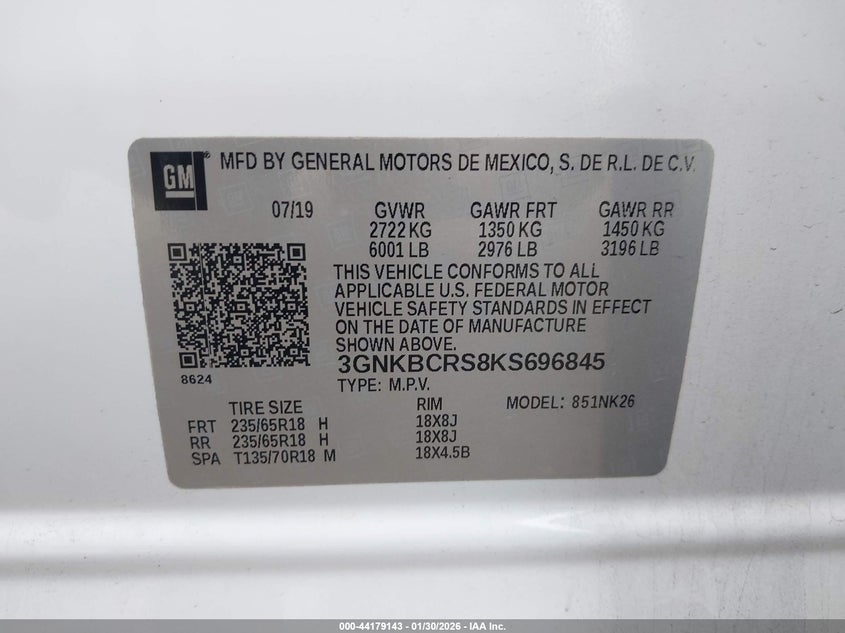 GM ® MFD BY GENERAL MOTORS DE MEXICO, S. DE R.L. DE C.V.
07/19 GVWR GAWR FRT GAWR RR
2722 KG 1350 KG 1450 KG
6001 LB 2976 LB 3196 LB
THIS VEHICLE CONFORMS TO ALL
APPLICABLE U.S. FEDERAL MOTOR
VEHICLE SAFETY STANDARDS IN EFFECT
ON THE DATE OF MANUFACTURE
SHOWN ABOVE.
3GNKBCRS8KS696845
8624
TYPE: M.P.V. MODEL: 851NK26
TIRE SIZE RIM
FRT 235/65R18 H 18X8J
RR 235/65R18 H 18X8J
SPA T135/70R18 M 18X4.5B
000-44179143 - 01/30/2026 - IAA Inc.